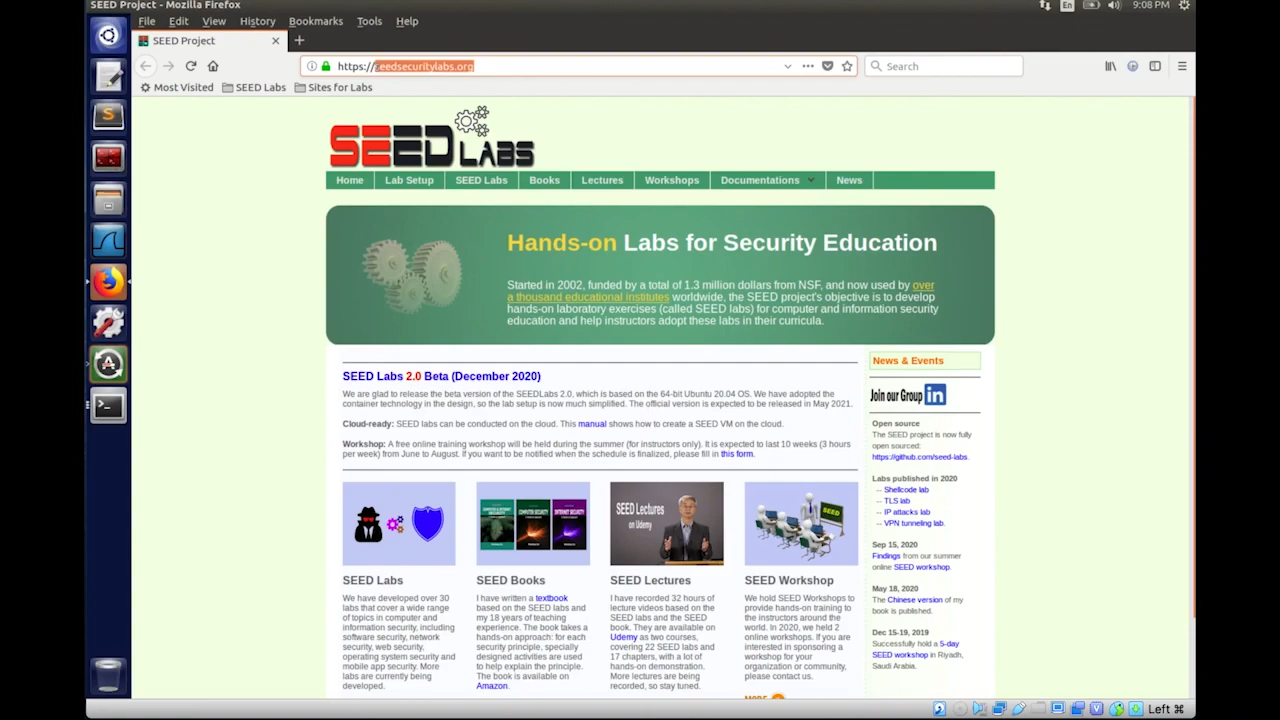 SEED Project - Mozilla Firefox
En
9:08 PM
File Edit View History Bookmarks Tools Help
SEED Project
https://seedsecuritylabs.org
Search
Most Visited SEED Labs Sites for Labs
SEED LABS
Home Lab Setup SEED Labs Books Lectures Workshops Documentations News
Hands-on Labs for Security Education
Started in 2002, funded by a total of 1.3 million dollars from NSF, and now used by over
a thousand educational institutes worldwide, the SEED project's objective is to develop
hands-on laboratory exercises (called SEED labs) for computer and information security
education and help instructors adopt these labs in their curricula.
SEED Labs 2.0 Beta (December 2020)
We are glad to release the beta version of the SEEDLabs 2.0, which is based on the 64-bit Ubuntu 20.04 OS. We have adopted the
container technology in the design, so the lab setup is now much simplified. The official version is expected to be released in May 2021.
Cloud-ready: SEED labs can be conducted on the cloud. This manual shows how to create a SEED VM on the cloud.
Workshop: A free online training workshop will be held during the summer (for instructors only). It is expected to last 10 weeks (3 hours
per week) from June to August. If you want to be notified when the schedule is finalized, please fill in this form.
SEED Labs
We have developed over 30
labs that cover a wide range
of topics in computer and
information security, including
software security, network
security, web security,
operating system security and
mobile app security. More
labs are currently being
developed.
COMPUTER & INTERNET SECURITY
COMPUTER SECURITY
INTERNET SECURITY
SEED Books
I have written a textbook
based on the SEED labs and
my 18 years of teaching
experience. The book takes a
hands-on approach: for each
security principle, specially
designed activities are used
to help explain the principle.
The book is available on
Amazon.
SEED Lectures
on Udemy
SEED Lectures
I have recorded 32 hours of
lecture videos based on the
SEED labs and the SEED
book. They are available on
Udemy as two courses,
covering 22 SEED labs and
17 chapters, with a lot of
hands-on demonstration.
More lectures are being
recorded, so stay tuned.
SEED
SEED Workshop
We hold SEED Workshops to
provide hands-on training to
the instructors around the
world. In 2020, we held 2
online workshops. If you are
interested in sponsoring a
workshop for your
organization or community,
please contact us.
MORE
News & Events
Join our Group in
Open source
The SEED project is now fully
open sourced:
https://github.com/seed-labs.
Labs published in 2020
-- Shellcode lab
-- TLS lab
-- IP attacks lab
-- VPN tunneling lab.
Sep 15, 2020
Findings from our summer
online SEED workshop.
May 18, 2020
The Chinese version of my
book is published.
Dec 15-19, 2019
Successfully hold a 5-day
SEED workshop in Riyadh,
Saudi Arabia.
Left ⌘